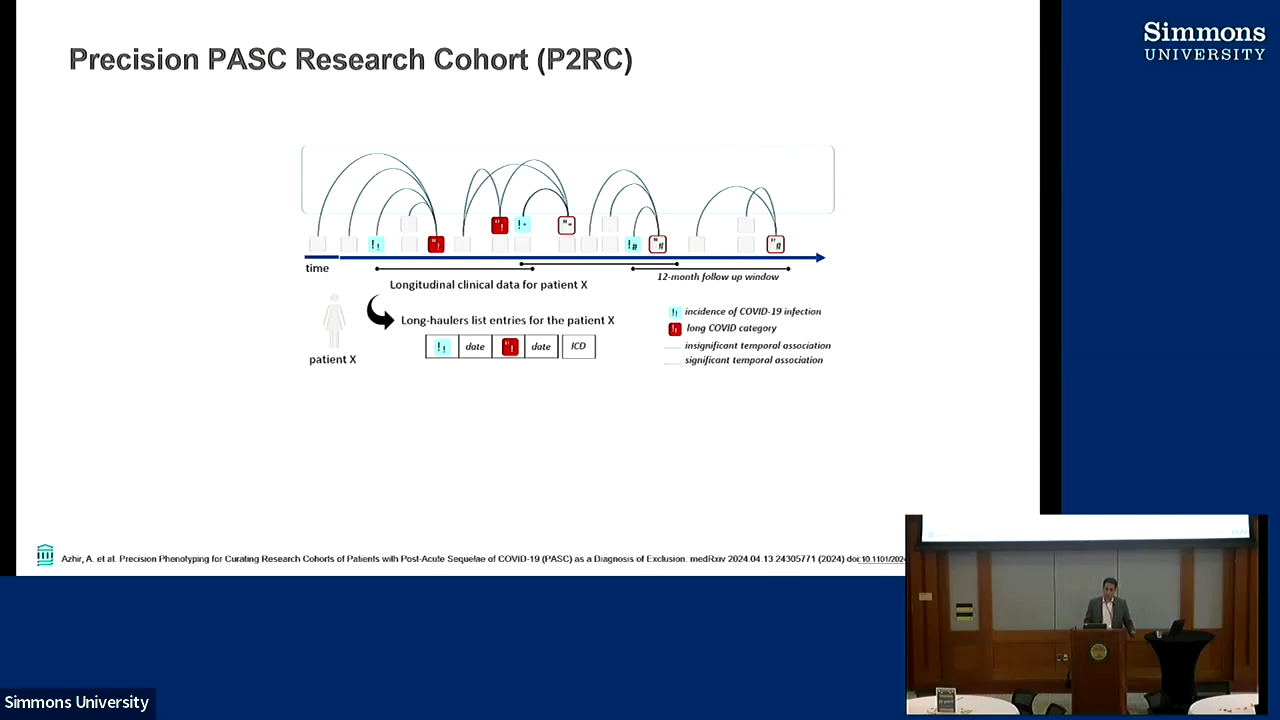 Precision PASC Research Cohort (P2RC)
Simmons
UNIVERSITY
time
12-month follow up window
Longitudinal clinical data for patient X
Long-haulers list entries for the patient X
date
date
ICD
patient X
incidence of COVID-19 infection
long COVID category
insignificant temporal association
significant temporal association
Azhir, A. et al. Precision Phenotyping for Curating Research Cohorts of Patients with Post-Acute Sequelae of COVID-19 (PASC) as a Diagnosis of Exclusion. medRxiv 2024.04.13.24305771 (2024) doi:10.1101/202
Simmons University